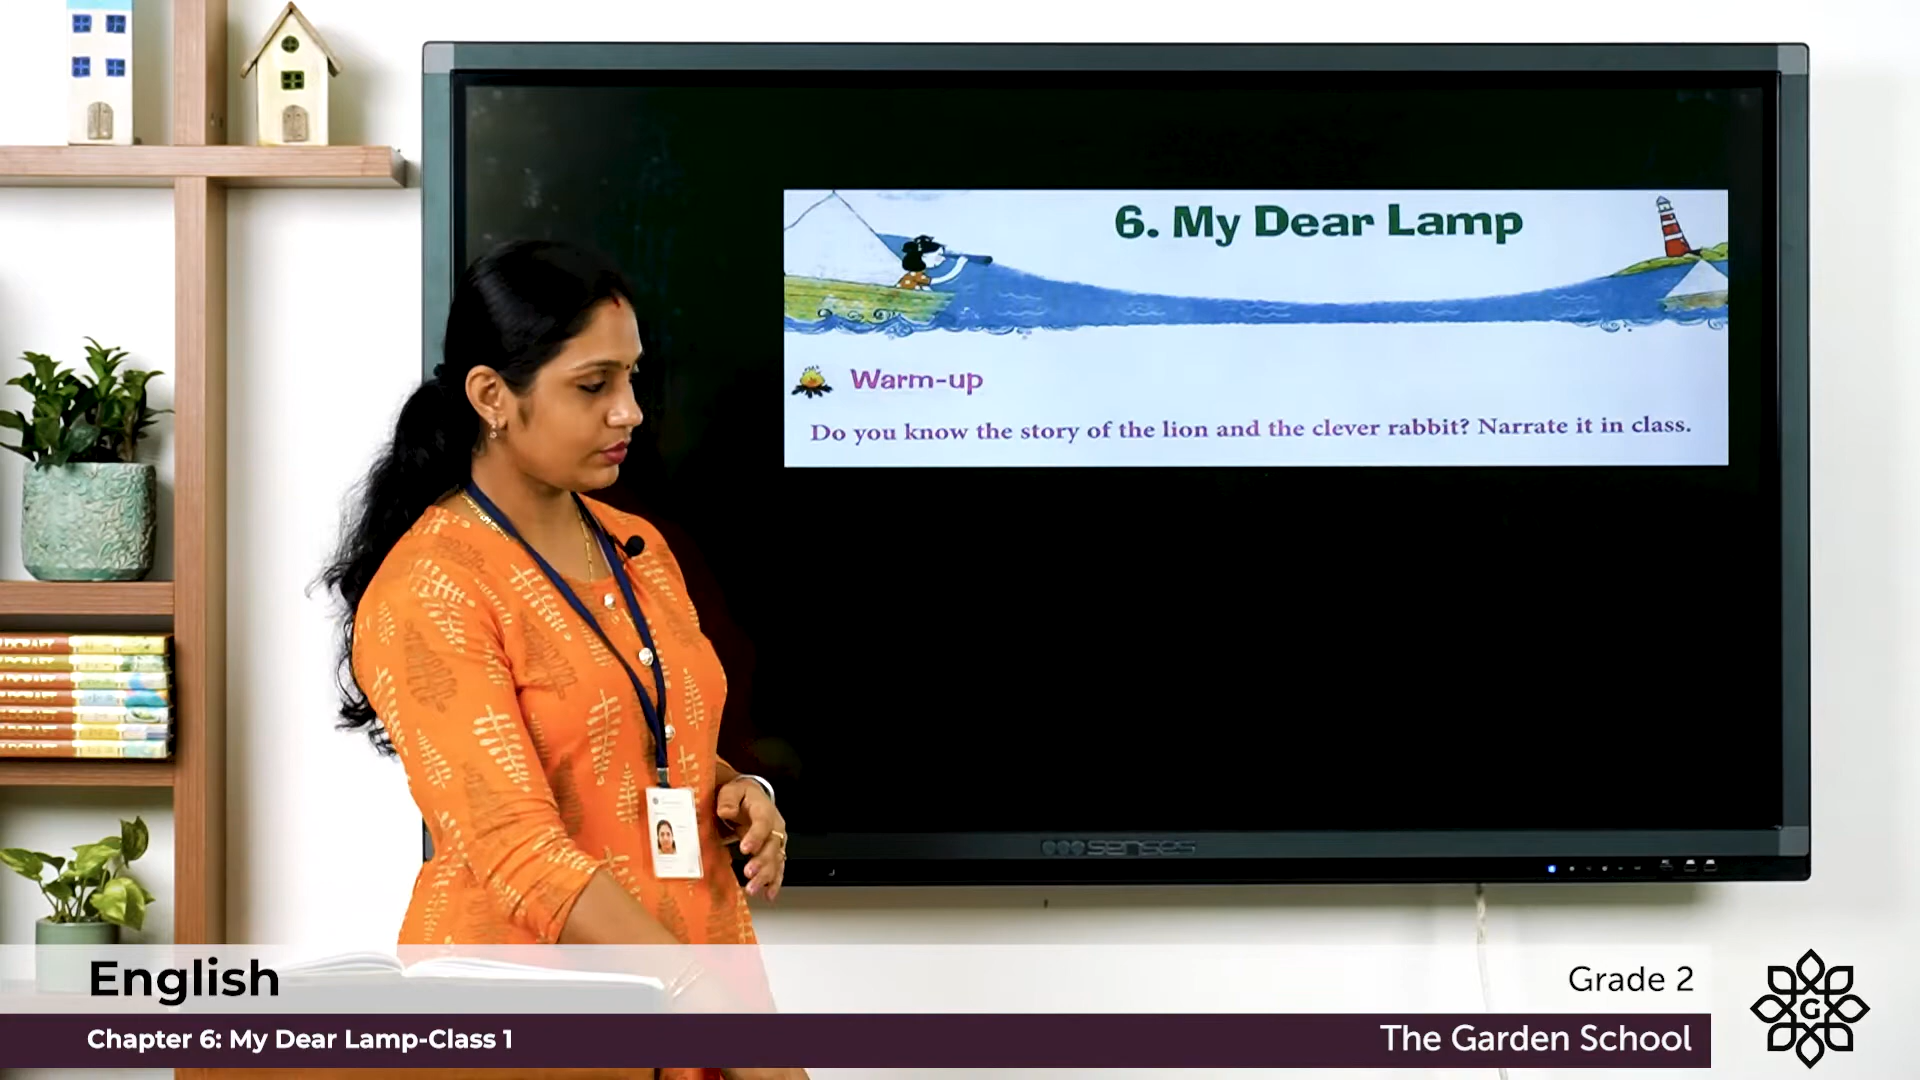 6. My Dear Lamp
Warm-up
Do you know the story of the lion and the clever rabbit? Narrate it in class.
senses
English
Grade 2
Chapter 6: My Dear Lamp-Class 1
The Garden School
G